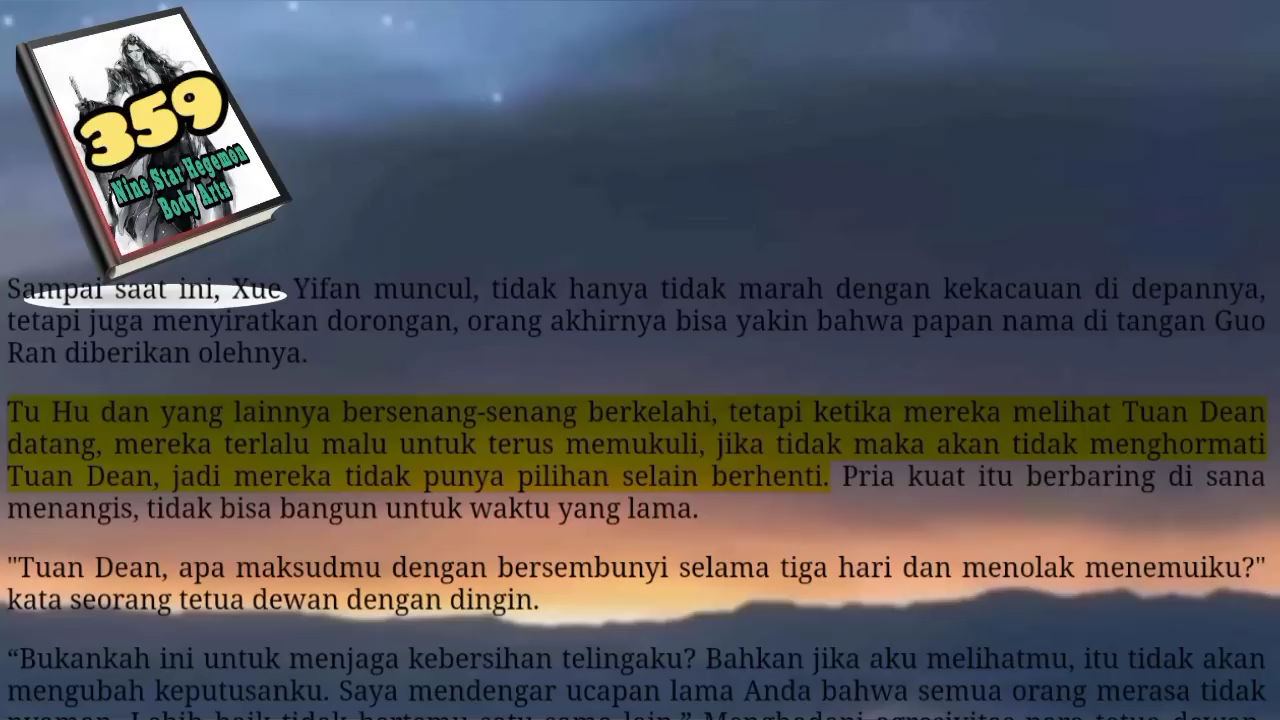 359
Nine Star Hegemon
Body Arts
Sampai saat ini, Xue Yifan muncul, tidak hanya tidak marah dengan kekacauan di depannya,
tetapi juga menyiratkan dorongan, orang akhirnya bisa yakin bahwa papan nama di tangan Guo
Ran diberikan olehnya.
Tu Hu dan yang lainnya bersenang-senang berkelahi, tetapi ketika mereka melihat Tuan Dean
datang, mereka terlalu malu untuk terus memukuli, jika tidak maka akan tidak menghormati
Tuan Dean, jadi mereka tidak punya pilihan selain berhenti. Pria kuat itu berbaring di sana
menangis, tidak bisa bangun untuk waktu yang lama.
"Tuan Dean, apa maksudmu dengan bersembunyi selama tiga hari dan menolak menemuiku?"
kata seorang tetua dewan dengan dingin.
“Bukankah ini untuk menjaga kebersihan telingaku? Bahkan jika aku melihatmu, itu tidak akan
mengubah keputusanku. Saya mendengar ucapan lama Anda bahwa semua orang merasa tidak